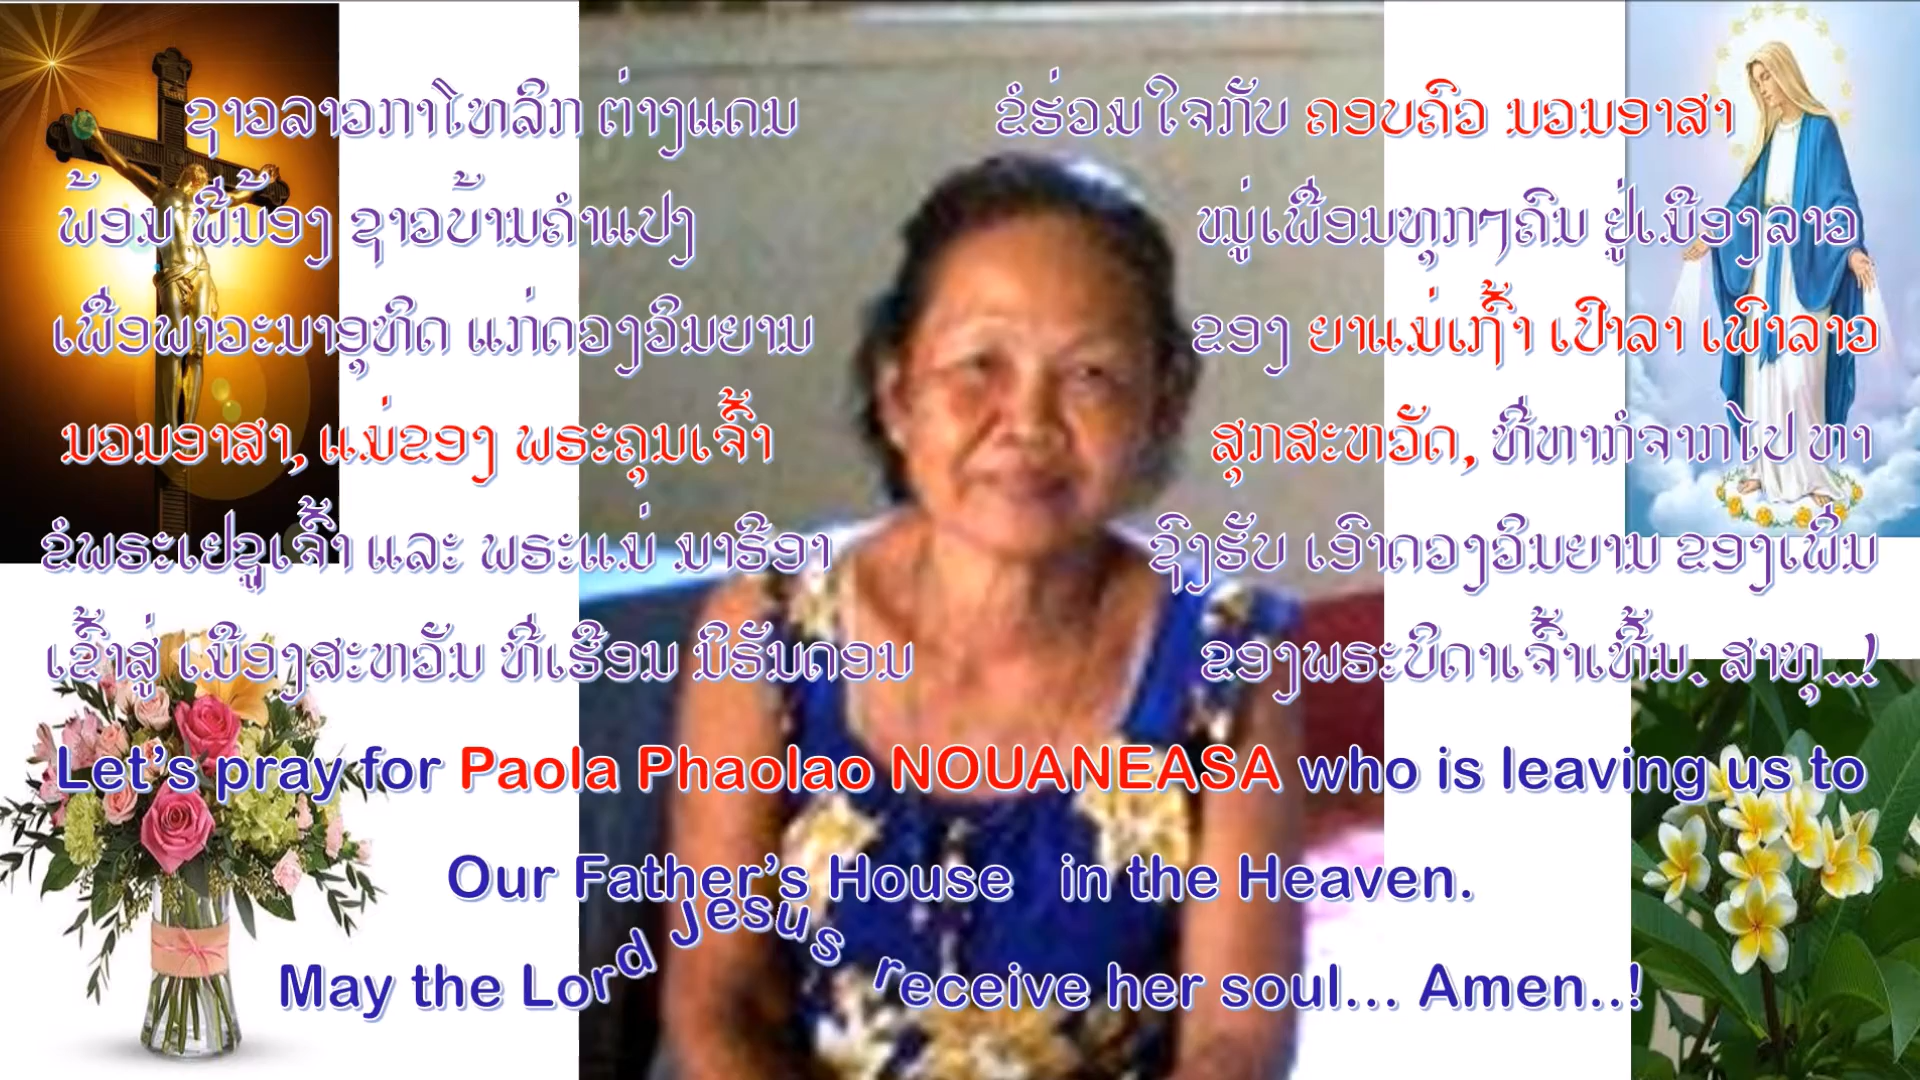 ຊາວລາວກາໂທລິກ ຕ່າງແດນ ຂໍຮ່ວມໃຈກັບ ຄອບຄົວ ນວນອາສາ
ພ້ອມ ພີ່ນ້ອງ ຊາວບ້ານຄຳແປງ ໝູ່ເພື່ອນທຸກໆຄົນ ຢູ່ເມືອງລາວ
ເພື່ອພາວະນາອຸທິດ ແກ່ດວງວິນຍານ ຂອງ ຍາແມ່ເຖົ້າ ເປົາລາ ເພົາລາວ
ນວນອາສາ, ແມ່ຂອງ ພຣະຄຸນເຈົ້າ ສຸກສະຫວັດ, ທີ່ຫາກໍຈາກໄປ ຫາ
ຂໍພຣະເຢຊູເຈົ້າ ແລະ ພຣະແມ່ ມາຣີອາ ຊົງຮັບ ເອົາດວງວິນຍານ ຂອງເພິ່ນ
ເຂົ້າສູ່ ເມືອງສະຫວັນ ທີ່ເຮືອນ ນິຣັນດອນ ຂອງພຣະບິດາເຈົ້າເທີ້ນ. ສາທຸ...!
Let's pray for Paola Phaolao NOUANEASA who is leaving us to
Our Father's House in the Heaven.
May the Lord Jesus receive her soul... Amen..!